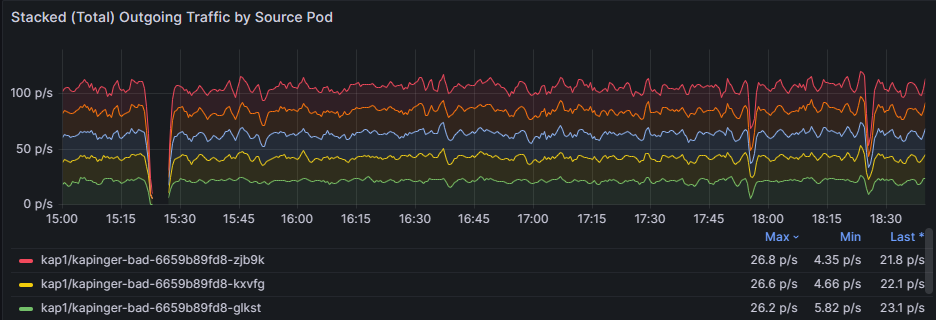 Stacked (Total) Outgoing Traffic by Source Pod
100 p/s
50 p/s
0 p/s
15:00 15:15 15:30 15:45 16:00 16:15 16:30 16:45 17:00 17:15 17:30 17:45 18:00 18:15 18:30
Max Min Last *
kap1/kapinger-bad-6659b89fd8-zjb9k 26.8 p/s 4.35 p/s 21.8 p/s
kap1/kapinger-bad-6659b89fd8-kxvfg 26.6 p/s 4.66 p/s 22.1 p/s
kap1/kapinger-bad-6659b89fd8-glkst 26.2 p/s 5.82 p/s 23.1 p/s